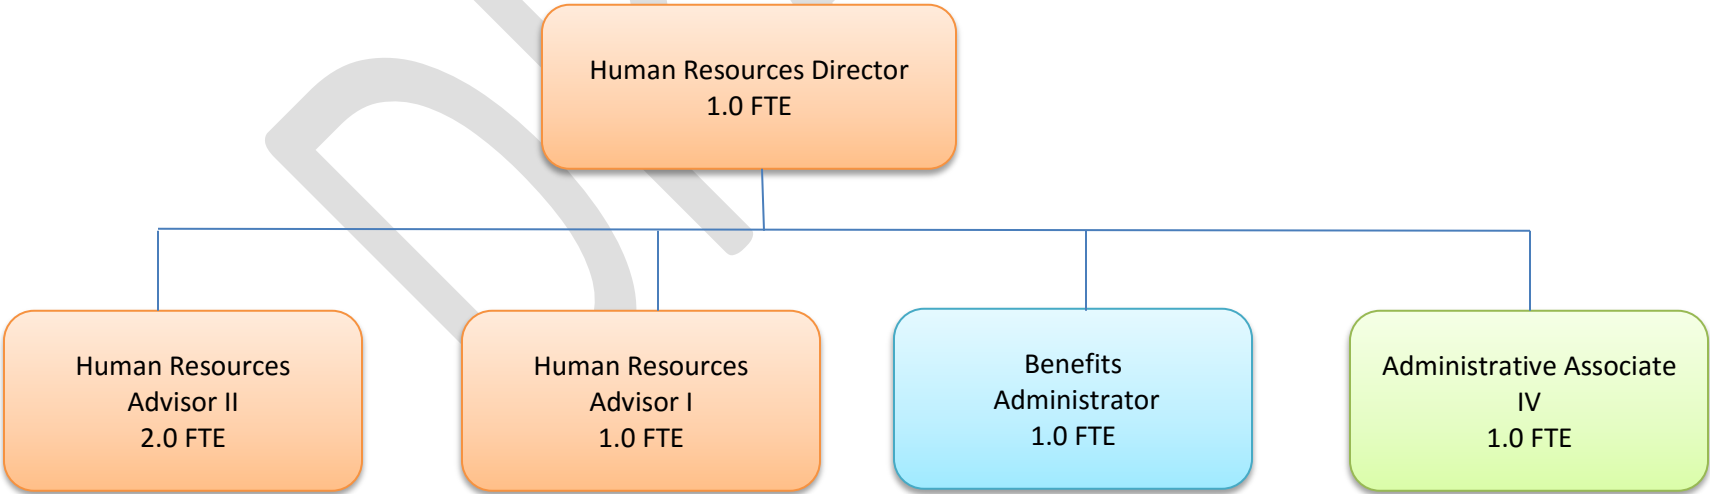 Human Resources Director
1.0 FTE
Human Resources
Advisor II
2.0 FTE
Human Resources
Advisor I
1.0 FTE
Benefits
Administrator
1.0 FTE
Administrative Associate
IV
1.0 FTE